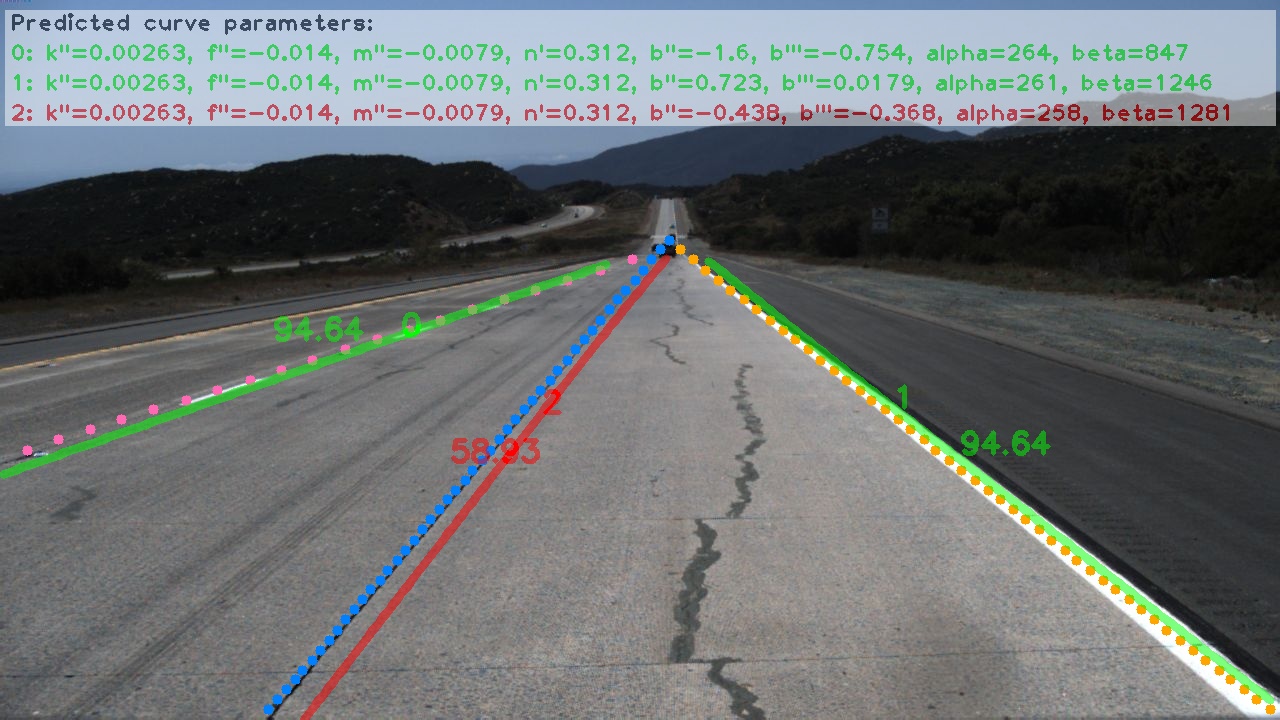 Predicted curve parameters:
0: k''=0.00263, f''=-0.014, m''=-0.0079, n'=0.312, b''=-1.6, b'''=-0.754, alpha=264, beta=847
1: k''=0.00263, f''=-0.014, m''=-0.0079, n'=0.312, b''=0.723, b'''=0.0179, alpha=261, beta=1246
2: k''=0.00263, f''=-0.014, m''=-0.0079, n'=0.312, b''=-0.438, b'''=-0.368, alpha=258, beta=1281
94.64 0
2
1
58.93
94.64